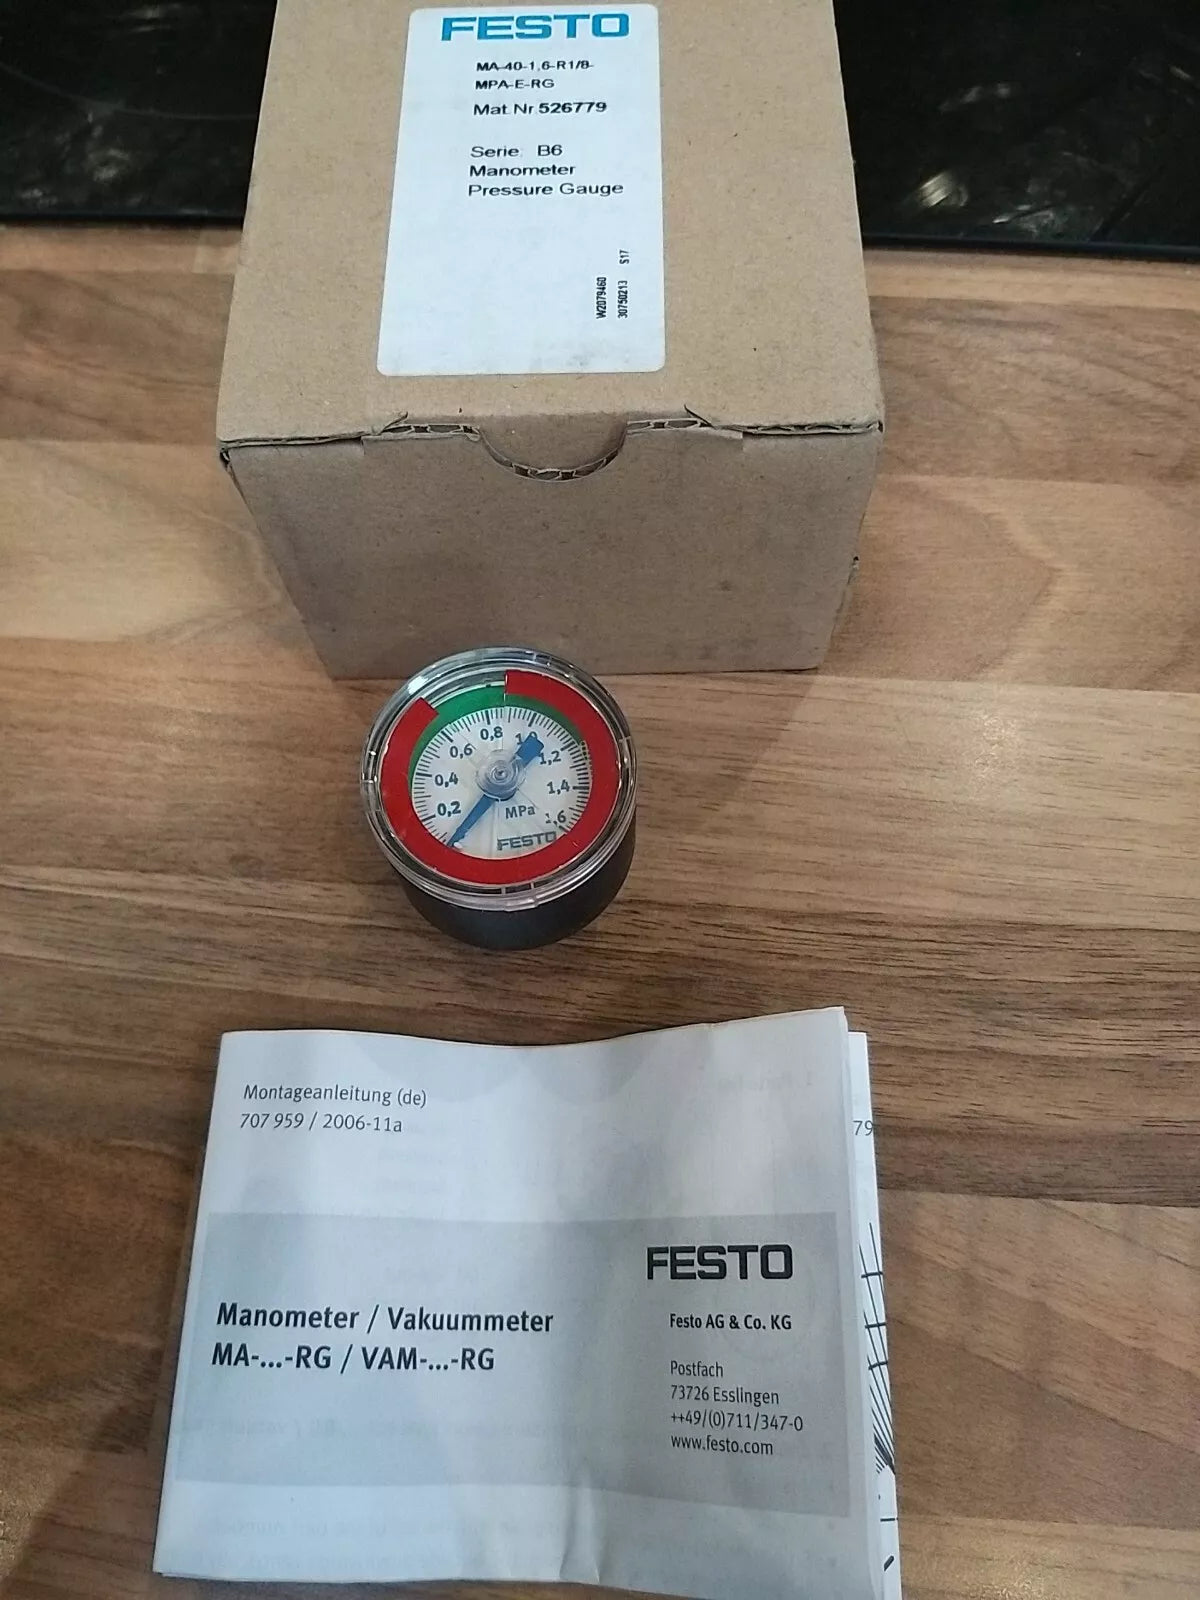 FESTO
MA-40-1,6-R1/8-
MPA-E-RG
Mat.Nr.526779
Serie: B6
Manometer
Pressure Gauge
W2079460
30750213 S17
0,2
0,4
0,6
0,8
1,0
1,2
1,4
1,6
MPa
FESTO
Montageanleitung (de)
707 959 / 2006-11a
79
FESTO
Manometer / Vakuummeter
MA-...-RG / VAM-...-RG
Festo AG & Co. KG
Postfach
73726 Esslingen
++49/(0)711/347-0
www.festo.com